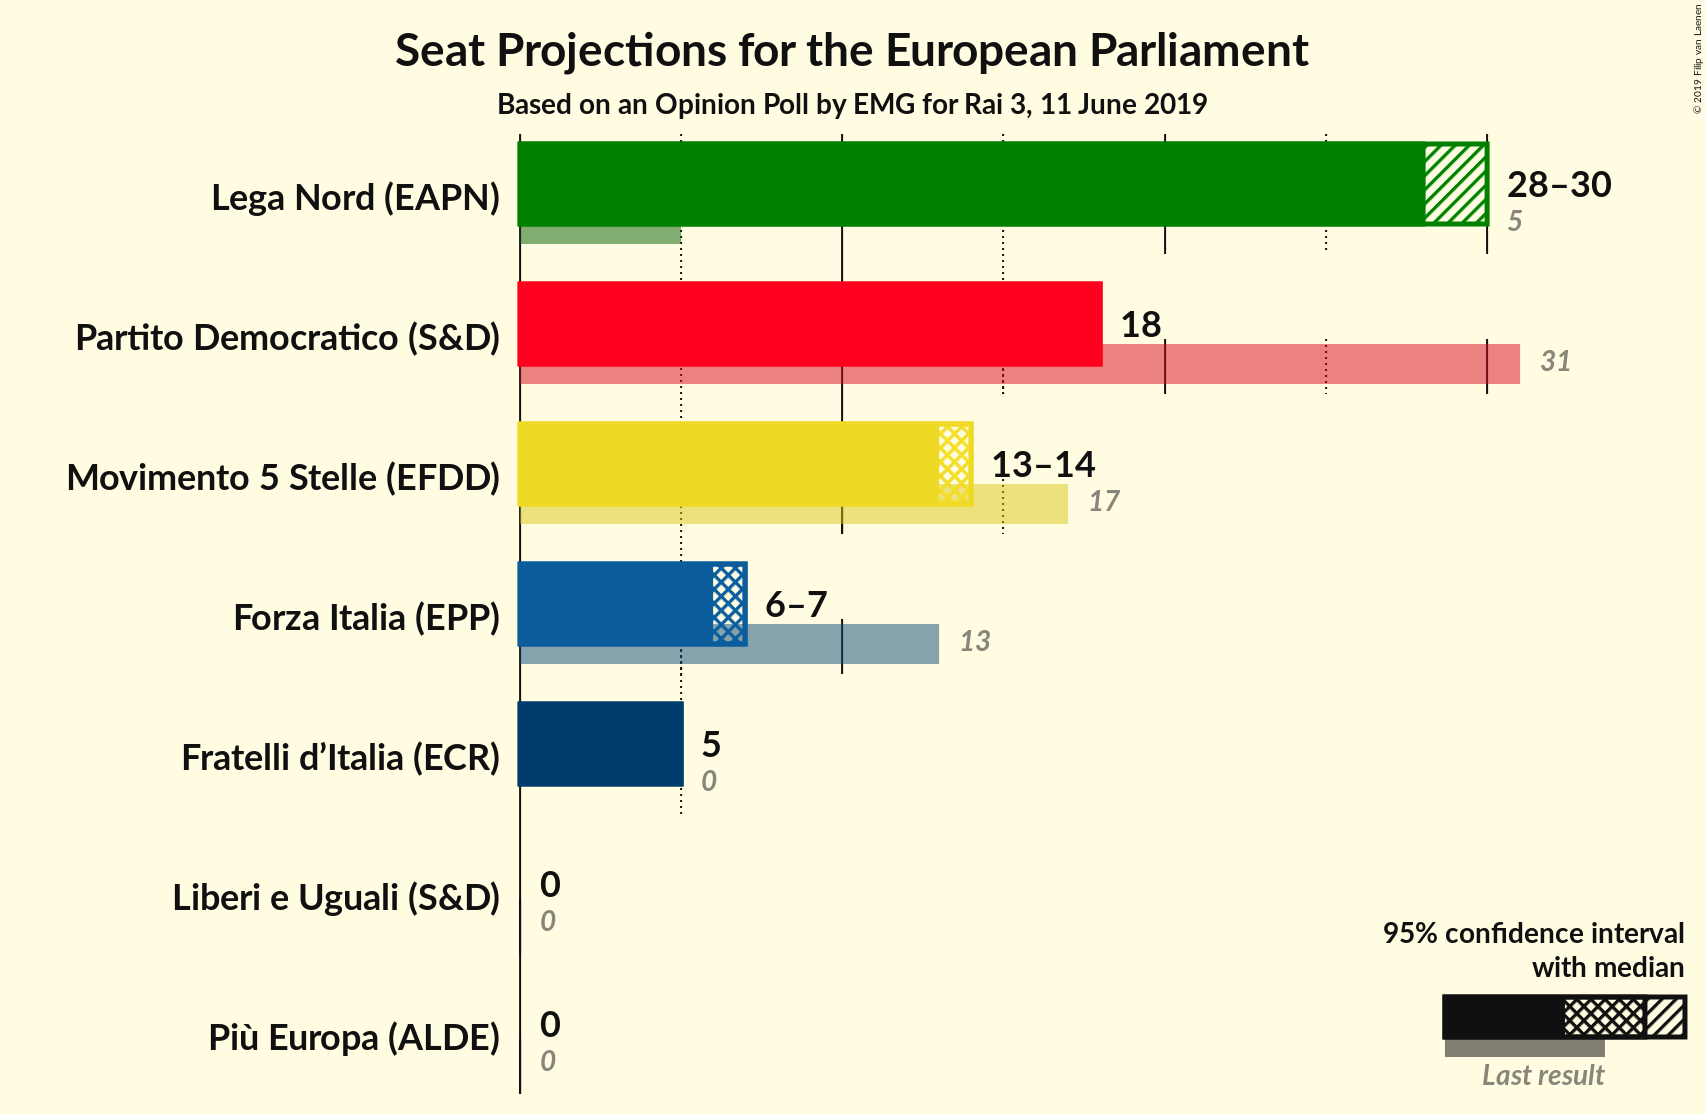 Seat Projections for the European Parliament
Based on an Opinion Poll by EMG for Rai 3, 11 June 2019
© 2019 Filip van Laenen
Lega Nord (EAPN)
28–30
5
Partito Democratico (S&D)
18
31
Movimento 5 Stelle (EFDD)
13–14
17
Forza Italia (EPP)
6–7
13
Fratelli d’Italia (ECR)
5
0
Liberi e Uguali (S&D)
0
0
Più Europa (ALDE)
0
0
95% confidence interval
with median
Last result